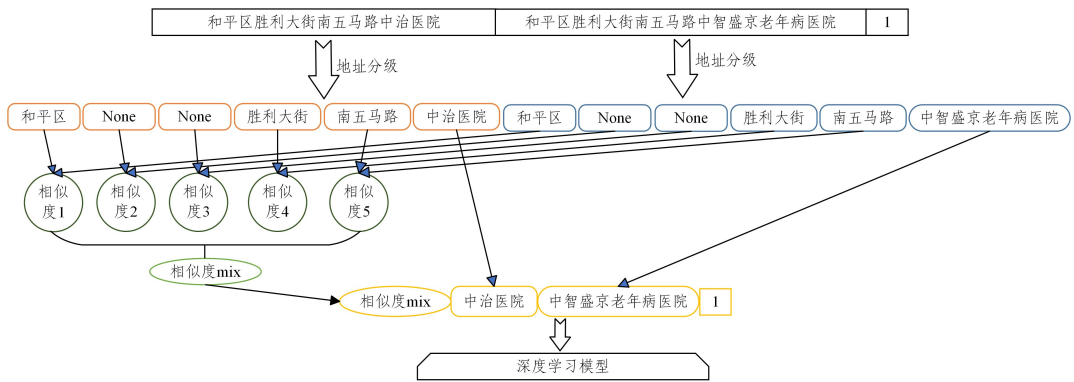 和平区胜利大街南五马路中治医院 和平区胜利大街南五马路中智盛京老年病医院 1
地址分级 地址分级
和平区 None None 胜利大街 南五马路 中治医院 和平区 None None 胜利大街 南五马路 中智盛京老年病医院
相似度1 相似度2 相似度3 相似度4 相似度5
相似度mix
相似度mix 中治医院 中智盛京老年病医院 1
深度学习模型